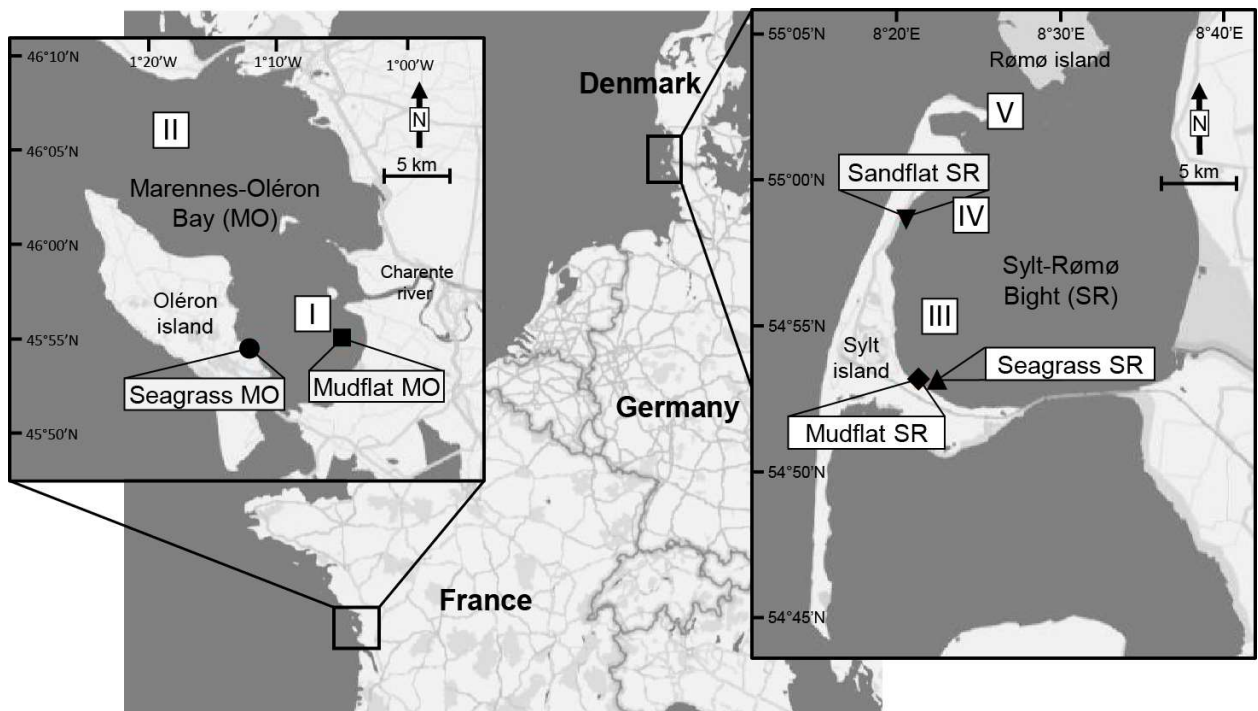 Denmark
Germany
France
1°20'W
1°10'W
1°00'W
46°10'N
46°05'N
46°00'N
45°55'N
45°50'N
II
N
5 km
Marennes-Oléron
Bay (MO)
Charente
river
Oléron
island
I
Seagrass MO
Mudflat MO
8°20'E
8°30'E
8°40'E
55°05'N
55°00'N
54°55'N
54°50'N
54°45'N
Rømø island
V
N
5 km
Sandflat SR
IV
Sylt-Rømø
Bight (SR)
III
Sylt
island
Seagrass SR
Mudflat SR